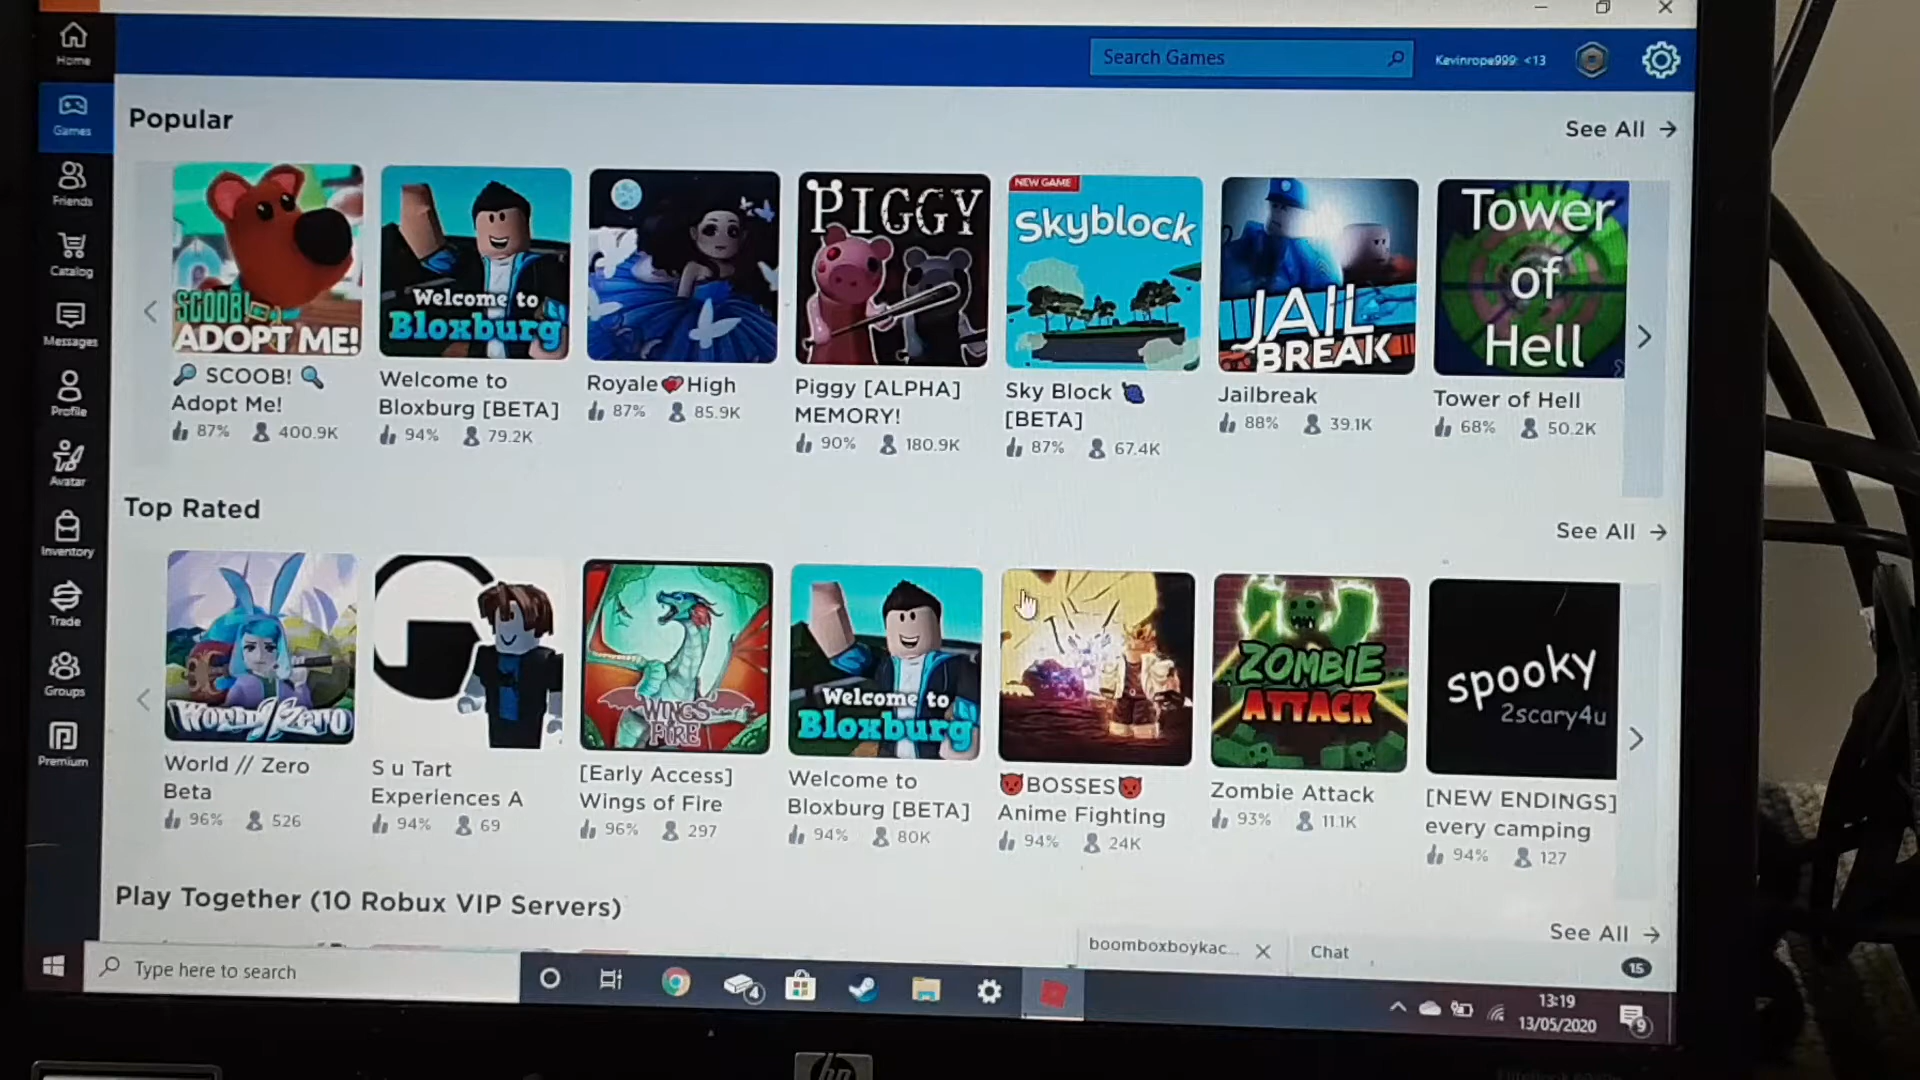 Home
Search Games
Kevinrope999: <13
Games
Popular
See All →
Friends
Catalog
Messages
Profile
Avatar
Inventory
Trade
Groups
Premium
SCOOB!
ADOPT ME!
Welcome to
Bloxburg
PIGGY
NEW GAME
Skyblock
JAIL
BREAK
Tower
of
Hell
SCOOB!
Adopt Me!
87% 400.9K
Welcome to
Bloxburg [BETA]
94% 79.2K
Royale High
87% 85.9K
Piggy [ALPHA]
MEMORY!
90% 180.9K
Sky Block
[BETA]
87% 67.4K
Jailbreak
88% 39.1K
Tower of Hell
68% 50.2K
Top Rated
See All →
World//Zero
WINGS
FIRE
Welcome to
Bloxburg
ZOMBIE
ATTACK
spooky
2scary4u
World // Zero
Beta
96% 526
S u Tart
Experiences A
94% 69
[Early Access]
Wings of Fire
96% 297
Welcome to
Bloxburg [BETA]
94% 80K
BOSSES
Anime Fighting
94% 24K
Zombie Attack
93% 11.1K
[NEW ENDINGS]
every camping
94% 127
Play Together (10 Robux VIP Servers)
See All →
boomboxboykac...
Chat
15
Type here to search
4
13:19
13/05/2020
9
hp